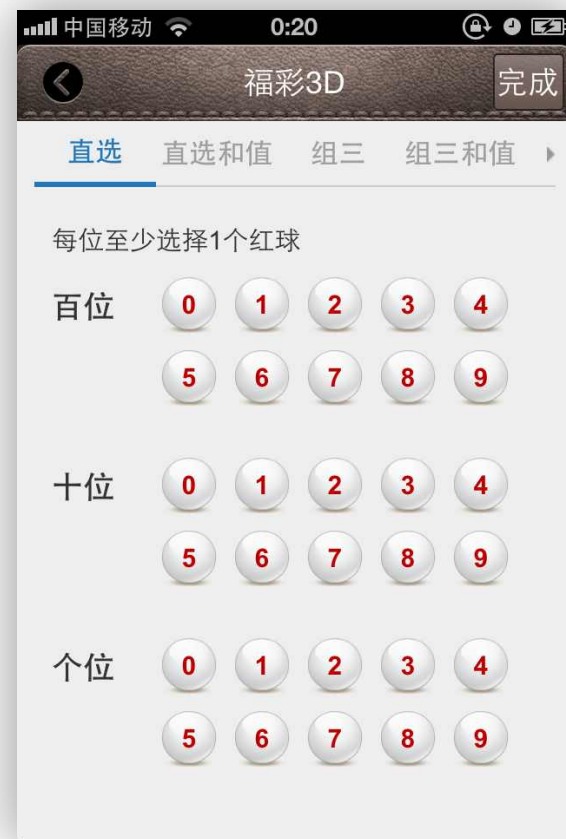 中国移动 0:20
福彩3D 完成
直选 直选和值 组三 组三和值
每位至少选择1个红球
百位 0 1 2 3 4
5 6 7 8 9
十位 0 1 2 3 4
5 6 7 8 9
个位 0 1 2 3 4
5 6 7 8 9